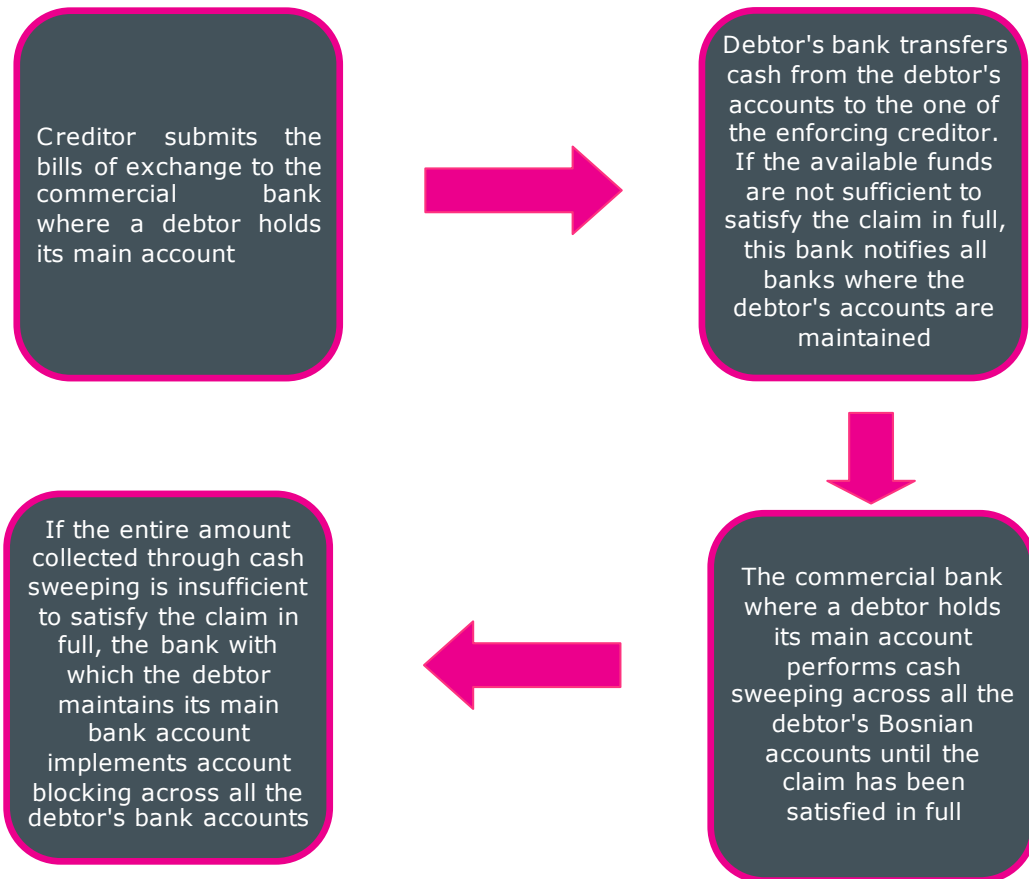 Creditor submits the
bills of exchange to the
commercial bank
where a debtor holds
its main account
Debtor's bank transfers
cash from the debtor's
accounts to the one of
the enforcing creditor.
If the available funds
are not sufficient to
satisfy the claim in full,
this bank notifies all
banks where the
debtor's accounts are
maintained
The commercial bank
where a debtor holds
its main account
performs cash
sweeping across all the
debtor's Bosnian
accounts until the
claim has been
satisfied in full
If the entire amount
collected through cash
sweeping is insufficient
to satisfy the claim in
full, the bank with
which the debtor
maintains its main
bank account
implements account
blocking across all the
debtor's bank accounts